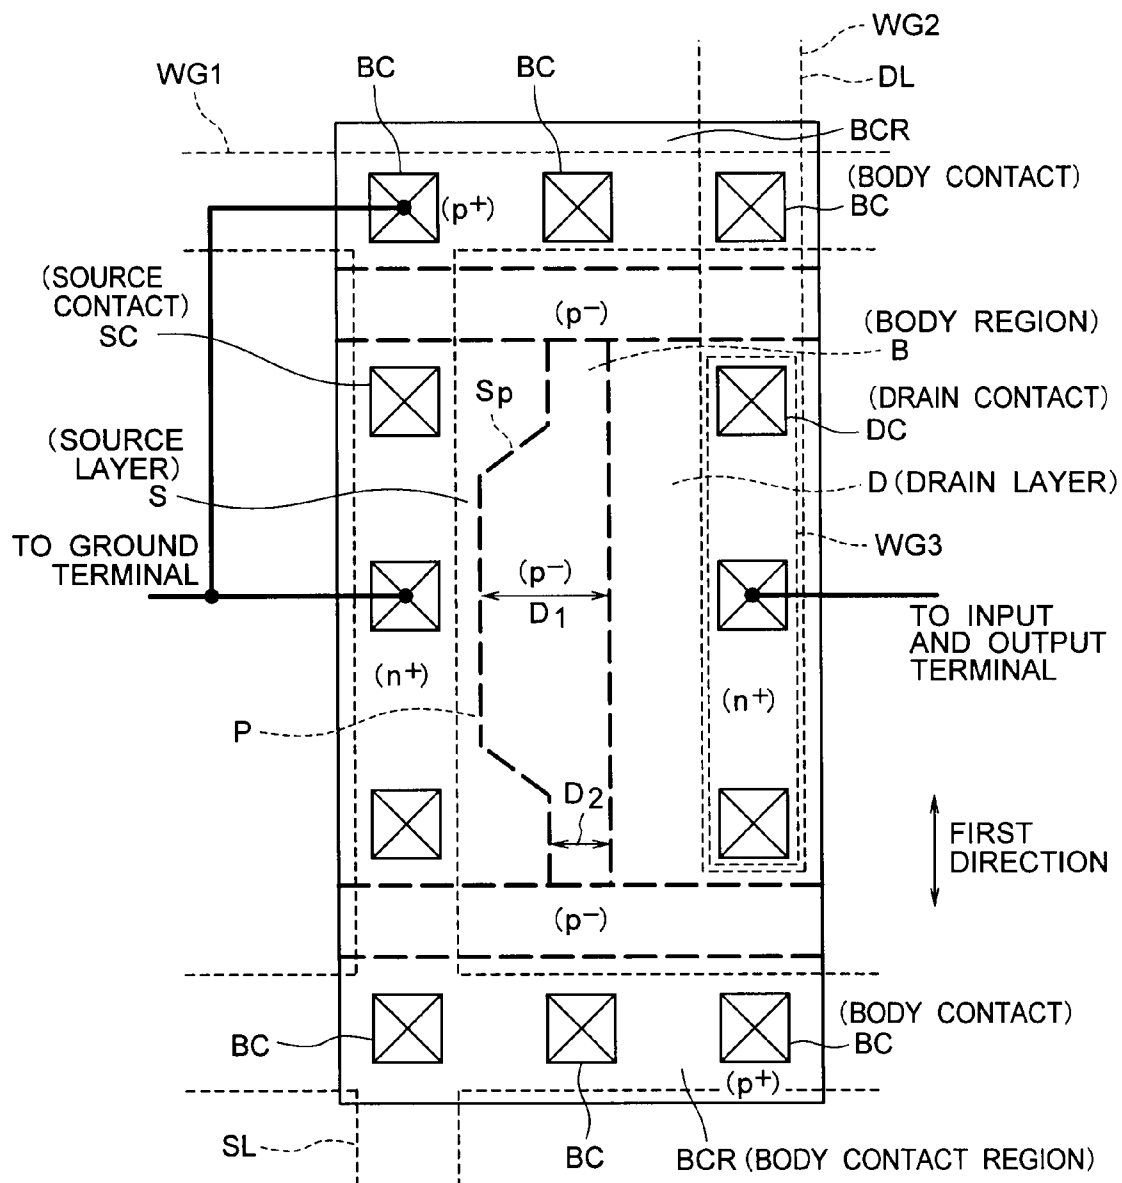 WG2
BC
BC
WG1
DL
BCR
(BODY CONTACT)
BC
(p+)
(SOURCE
CONTACT)
SC
(p−)
(BODY REGION)
B
Sp
(DRAIN CONTACT)
DC
(SOURCE
LAYER)
S
D (DRAIN LAYER)
TO GROUND
TERMINAL
WG3
(p−)
D1
TO INPUT
AND OUTPUT
TERMINAL
(n+)
(n+)
P
D2
FIRST
DIRECTION
(p−)
(BODY CONTACT)
BC
BC
(p+)
SL
BC
BCR (BODY CONTACT REGION)